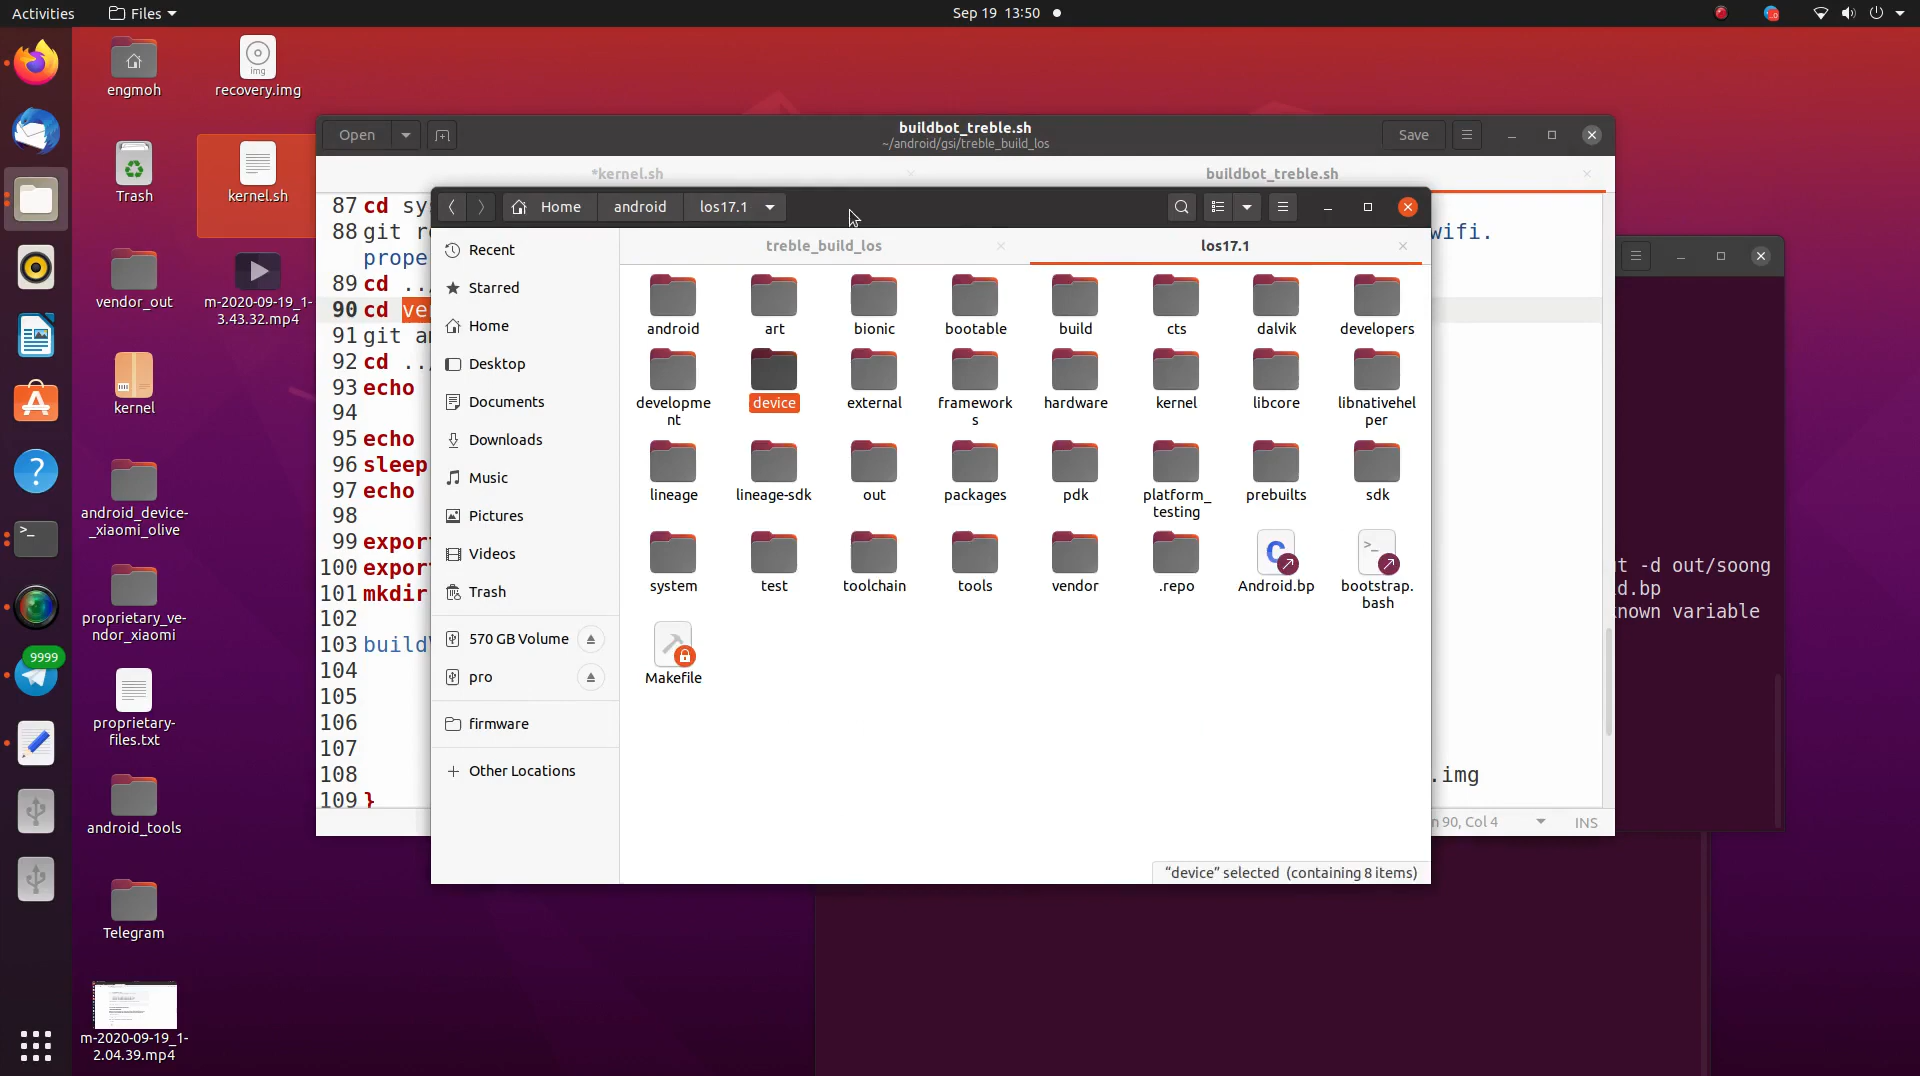 Activities
Files
Sep 19 13:50
engmoh
recovery.img
img
Trash
kernel.sh
vendor_out
m-2020-09-19_1-
3.43.32.mp4
kernel
android_device-
_xiaomi_olive
proprietary_ve-
ndor_xiaomi
proprietary-
files.txt
android_tools
Telegram
m-2020-09-19_1-
2.04.39.mp4
9999
Open
buildbot_treble.sh
~/android/gsi/treble_build_los
Save
*kernel.sh
buildbot_treble.sh
87 cd sys
88 git re
wifi.
prope
89 cd ../
90 cd ve
91 git am
92 cd ../
93 echo
94
95 echo
96 sleep
97 echo
98
99 export
100 export
101 mkdir
102
103 build
104
105
106
107
108
.img
109 }
n 90, Col 4
INS
Home
android
los17.1
treble_build_los
los17.1
Recent
Starred
Home
Desktop
Documents
Downloads
Music
Pictures
Videos
Trash
570 GB Volume
pro
firmware
+ Other Locations
android
art
bionic
bootable
build
cts
dalvik
developers
developme
nt
device
external
framework
s
hardware
kernel
libcore
libnativehel
per
lineage
lineage-sdk
out
packages
pdk
platform_
testing
prebuilts
sdk
system
test
toolchain
tools
vendor
.repo
Android.bp
bootstrap.
bash
Makefile
"device" selected (containing 8 items)
ut -d out/soong
d.bp
nown variable